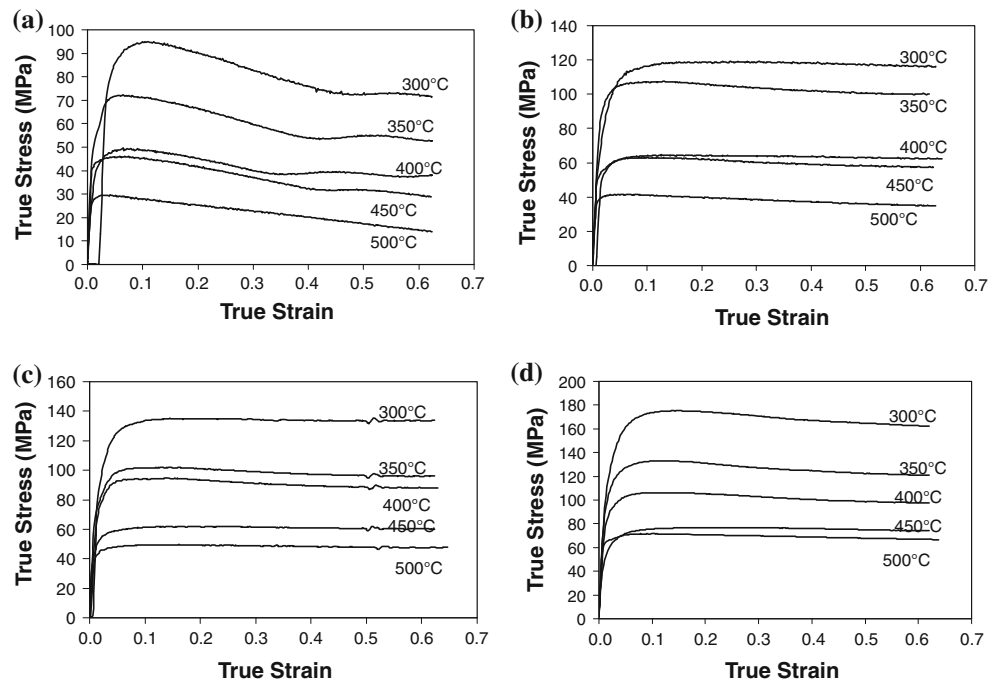 (a)
True Stress (MPa)
100
90
80
70
60
50
40
30
20
10
0
300°C
350°C
400°C
450°C
500°C
0.0 0.1 0.2 0.3 0.4 0.5 0.6 0.7
True Strain
(b)
True Stress (MPa)
140
120
100
80
60
40
20
0
300°C
350°C
400°C
450°C
500°C
0.0 0.1 0.2 0.3 0.4 0.5 0.6 0.7
True Strain
(c)
True Stress (MPa)
160
140
120
100
80
60
40
20
0
300°C
350°C
400°C
450°C
500°C
0.0 0.1 0.2 0.3 0.4 0.5 0.6 0.7
True Strain
(d)
True Stress (MPa)
200
180
160
140
120
100
80
60
40
20
0
300°C
350°C
400°C
450°C
500°C
0.0 0.1 0.2 0.3 0.4 0.5 0.6 0.7
True Strain